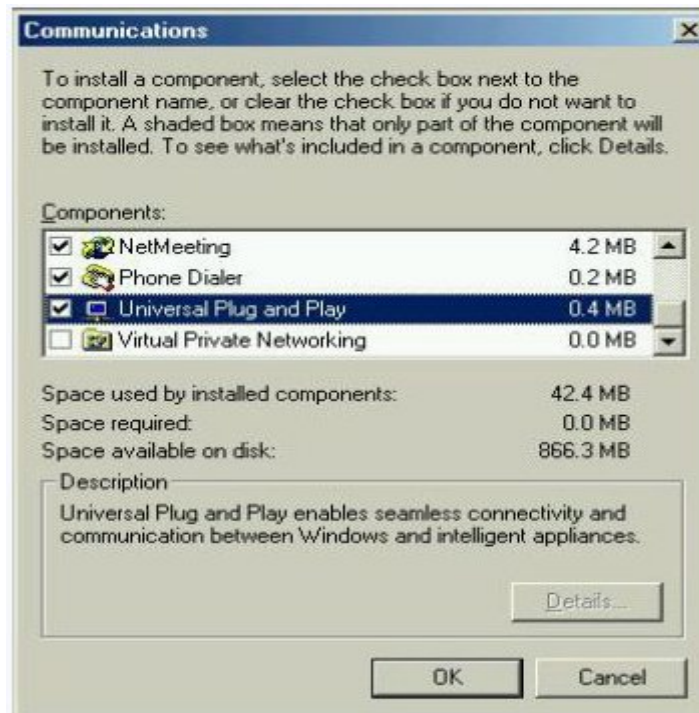 Communications
To install a component, select the check box next to the
component name, or clear the check box if you do not want to
install it. A shaded box means that only part of the component will
be installed. To see what's included in a component, click Details.
Components:
NetMeeting 4.2 MB
Phone Dialer 0.2 MB
Universal Plug and Play 0.4 MB
Virtual Private Networking 0.0 MB
Space used by installed components: 42.4 MB
Space required: 0.0 MB
Space available on disk: 866.3 MB
Description
Universal Plug and Play enables seamless connectivity and
communication between Windows and intelligent appliances.
Details...
OK Cancel